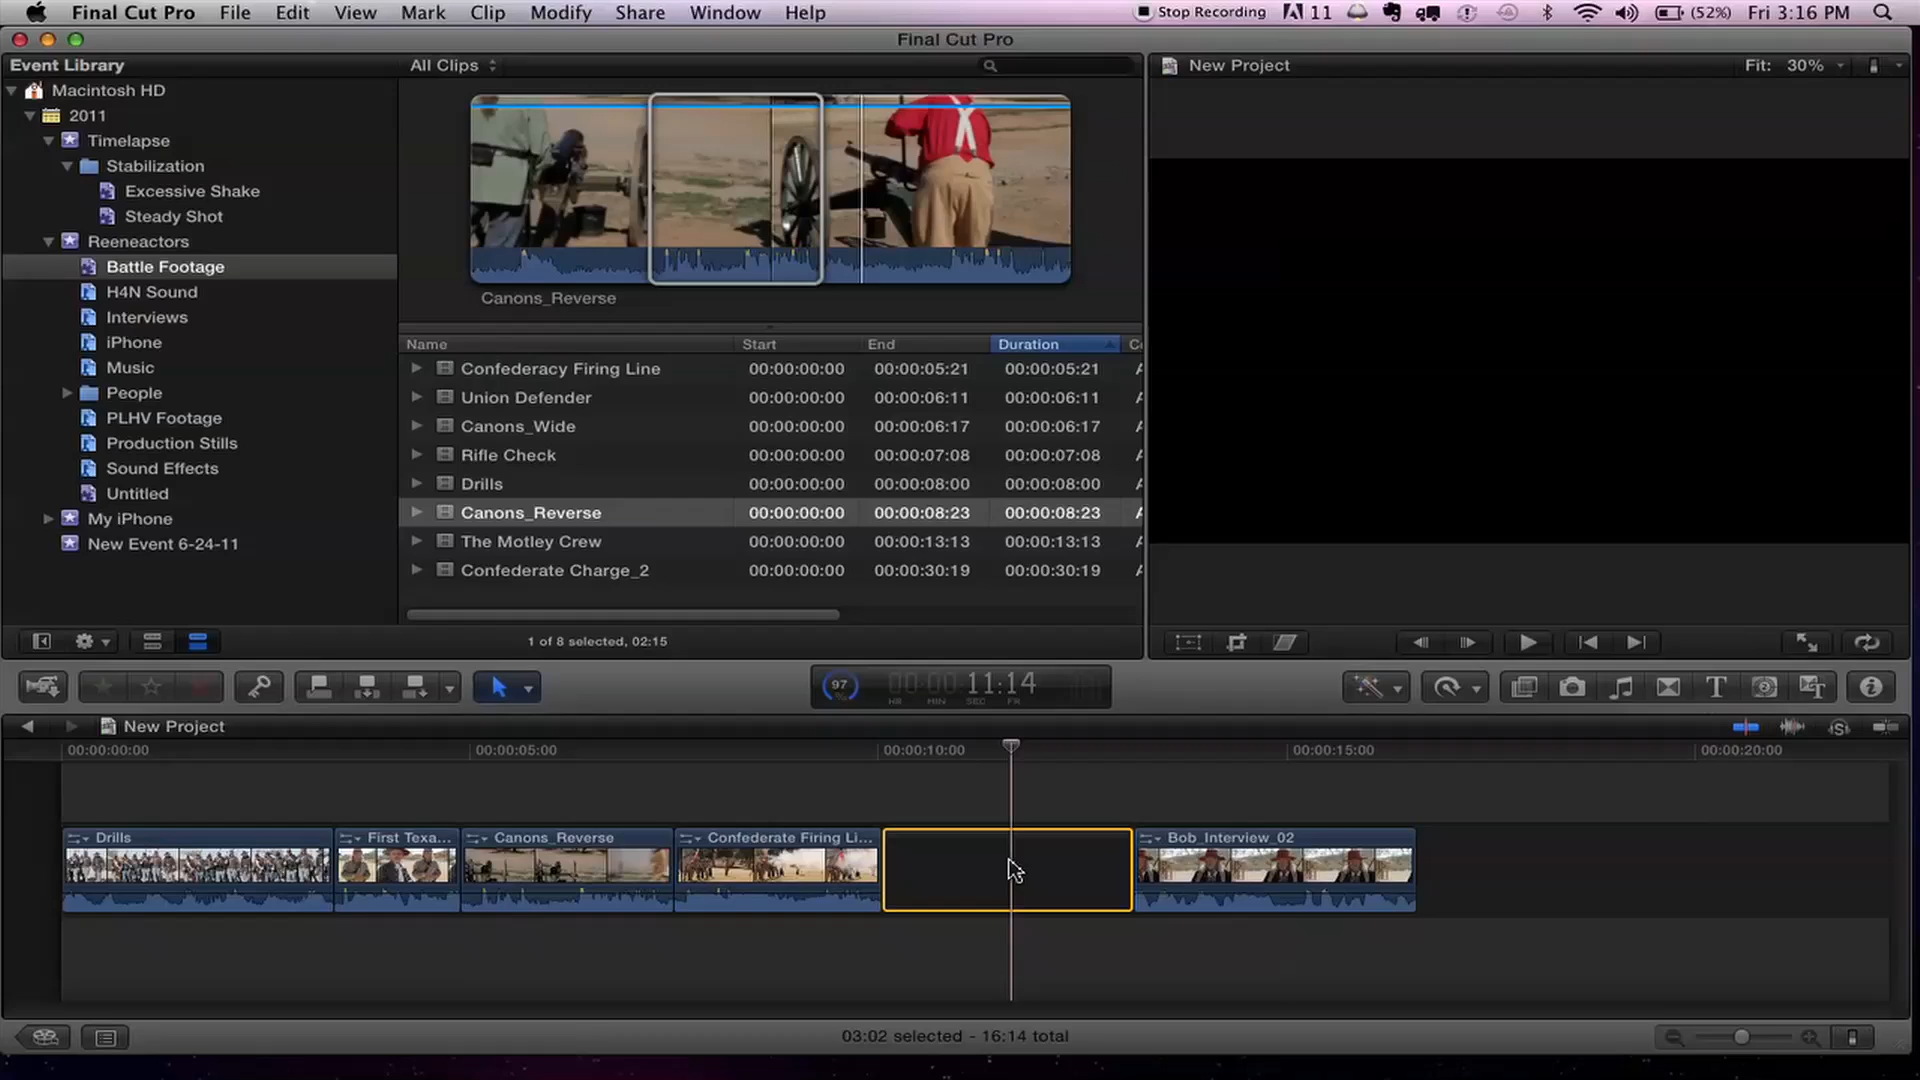 Final Cut Pro File Edit View Mark Clip Modify Share Window Help Stop Recording 11 (52%) Fri 3:16 PM
Final Cut Pro
Event Library All Clips New Project Fit: 30%
Macintosh HD
2011
Timelapse
Stabilization
Excessive Shake
Steady Shot
Reeneactors
Battle Footage
H4N Sound
Interviews
iPhone
Music
People
PLHV Footage
Production Stills
Sound Effects
Untitled
My iPhone
New Event 6-24-11
Canons_Reverse
Name Start End Duration
Confederacy Firing Line 00:00:00:00 00:00:05:21 00:00:05:21
Union Defender 00:00:00:00 00:00:06:11 00:00:06:11
Canons_Wide 00:00:00:00 00:00:06:17 00:00:06:17
Rifle Check 00:00:00:00 00:00:07:08 00:00:07:08
Drills 00:00:00:00 00:00:08:00 00:00:08:00
Canons_Reverse 00:00:00:00 00:00:08:23 00:00:08:23
The Motley Crew 00:00:00:00 00:00:13:13 00:00:13:13
Confederate Charge_2 00:00:00:00 00:00:30:19 00:00:30:19
1 of 8 selected, 02:15
97 % 00:00:11:14
HR MIN SEC FR
New Project
00:00:00:00 00:00:05:00 00:00:10:00 00:00:15:00 00:00:20:00
Drills First Texa... Canons_Reverse Confederate Firing Li... Bob_Interview_02
03:02 selected - 16:14 total